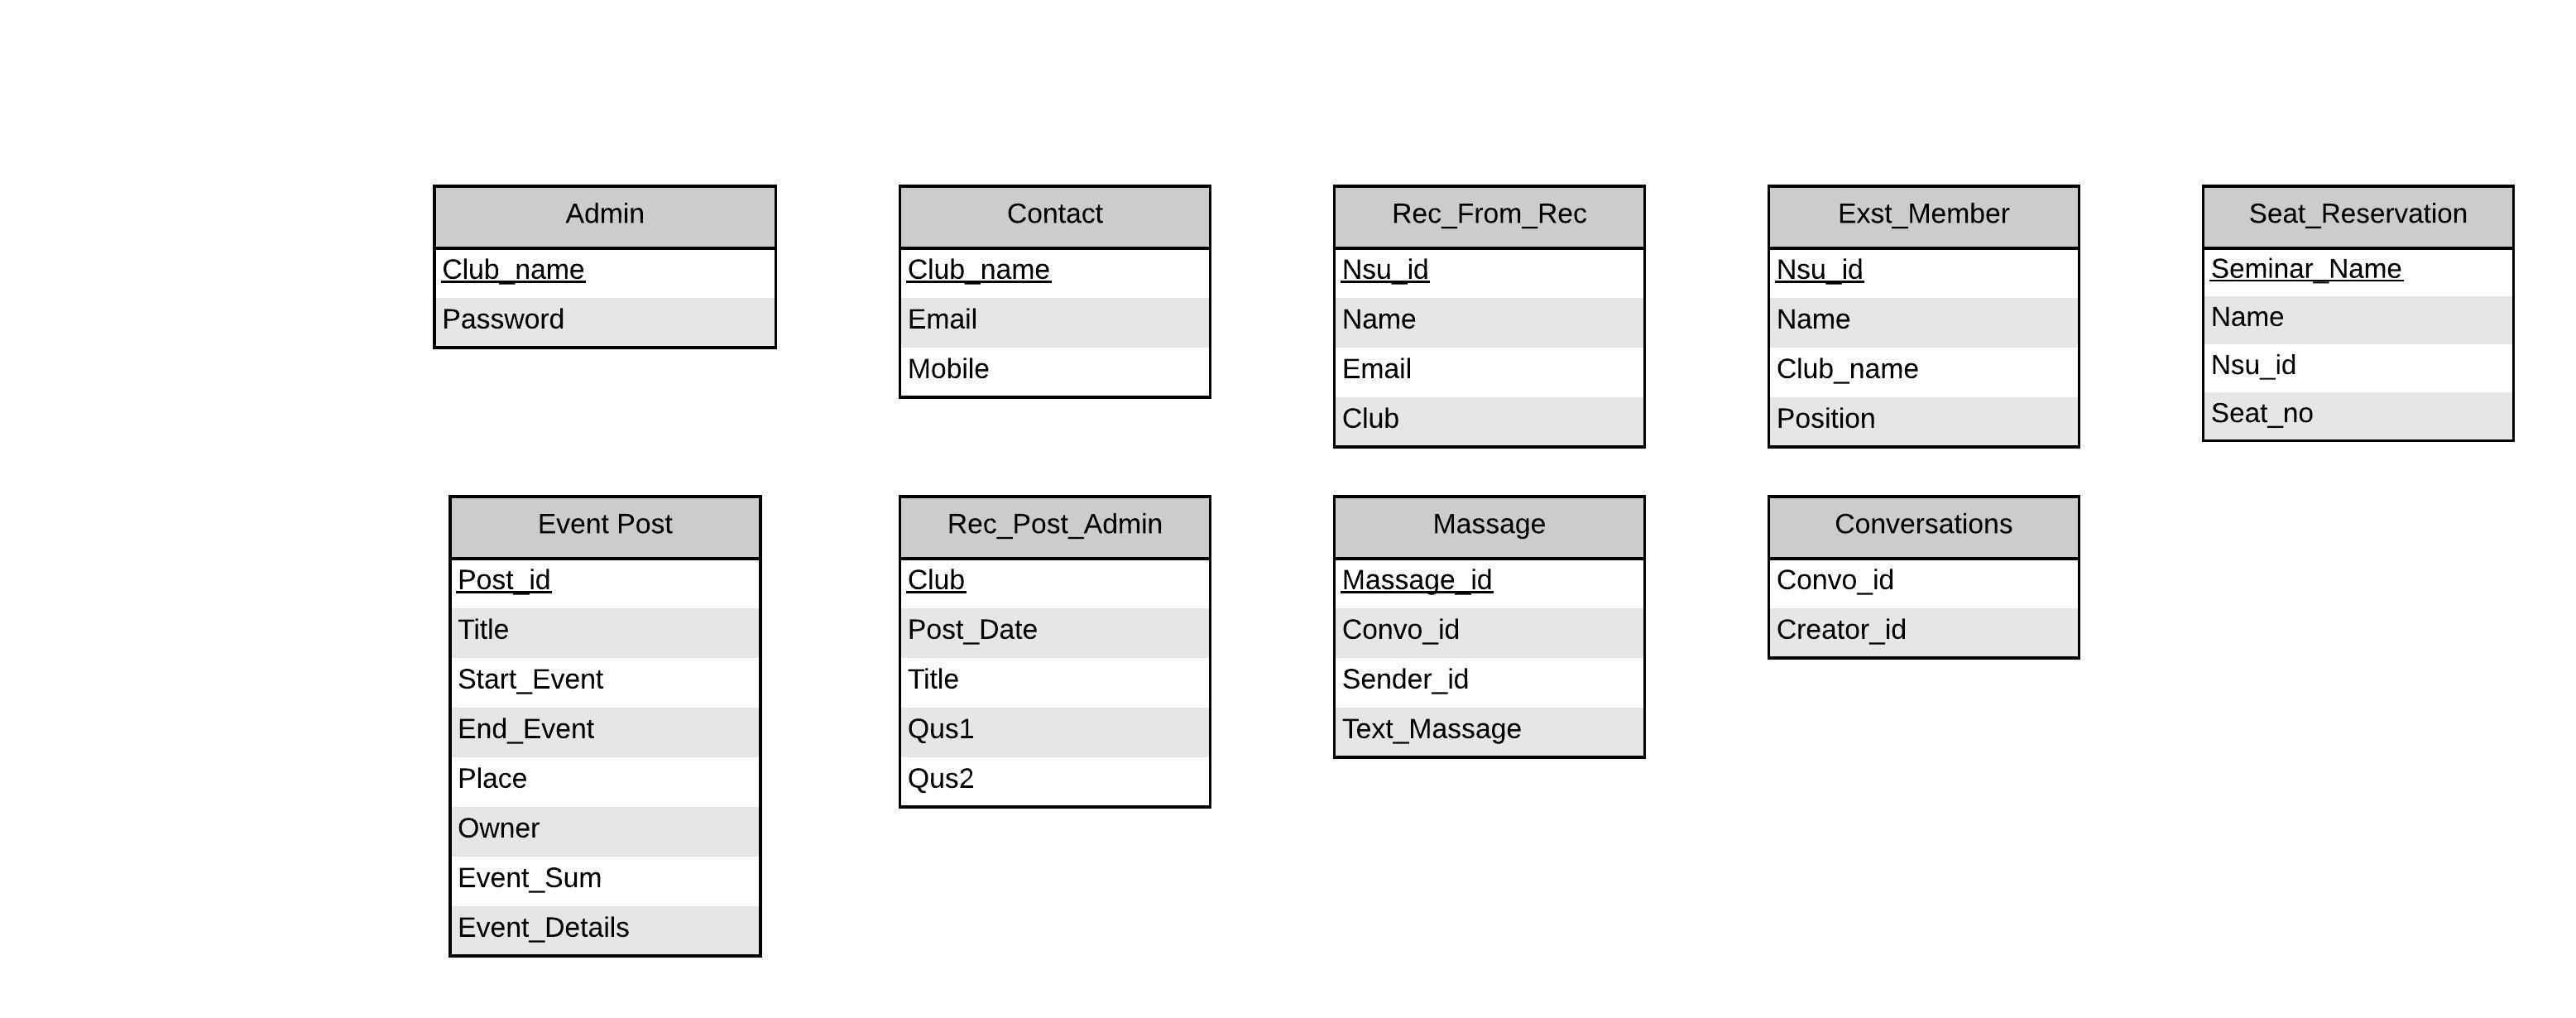 Admin
Club_name
Password
Contact
Club_name
Email
Mobile
Rec_From_Rec
Nsu_id
Name
Email
Club
Exst_Member
Nsu_id
Name
Club_name
Position
Seat_Reservation
Seminar_Name
Name
Nsu_id
Seat_no
Event Post
Post_id
Title
Start_Event
End_Event
Place
Owner
Event_Sum
Event_Details
Rec_Post_Admin
Club
Post_Date
Title
Qus1
Qus2
Massage
Massage_id
Convo_id
Sender_id
Text_Massage
Conversations
Convo_id
Creator_id